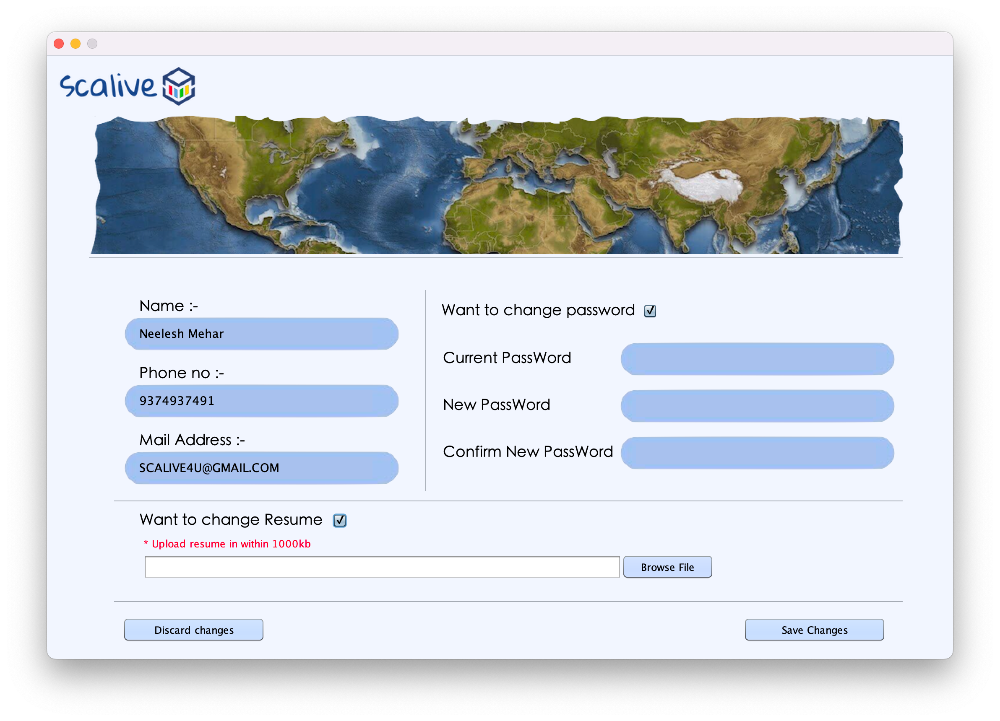 scalive
Name :-
Neelesh Mehar
Phone no :-
9374937491
Mail Address :-
SCALIVE4U@GMAIL.COM
Want to change password
Current PassWord
New PassWord
Confirm New PassWord
Want to change Resume
* Upload resume in within 1000kb
Browse File
Discard changes
Save Changes